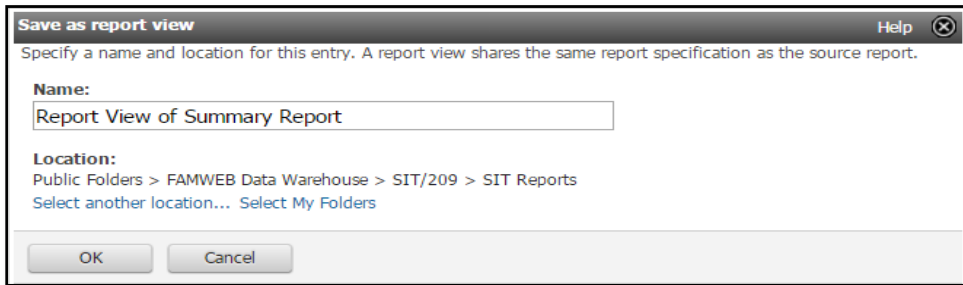 Save as report view Help
Specify a name and location for this entry. A report view shares the same report specification as the source report.
Name:
Report View of Summary Report
Location:
Public Folders > FAMWEB Data Warehouse > SIT/209 > SIT Reports
Select another location... Select My Folders
OK Cancel